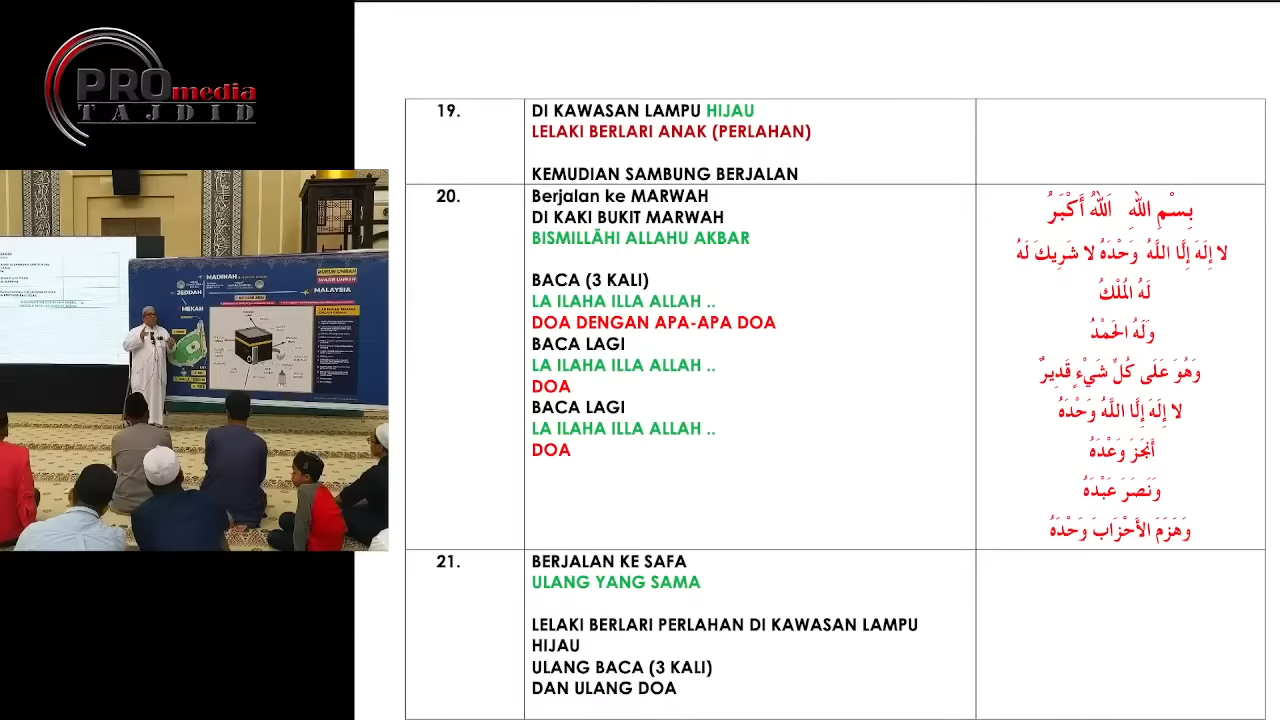 PROmedia
TAJDID
19.
DI KAWASAN LAMPU HIJAU
LELAKI BERLARI ANAK (PERLAHAN)
KEMUDIAN SAMBUNG BERJALAN
20.
Berjalan ke MARWAH
DI KAKI BUKIT MARWAH
BISMILLĀHI ALLAHU AKBAR
BACA (3 KALI)
LA ILAHA ILLA ALLAH ..
DOA DENGAN APA-APA DOA
BACA LAGI
LA ILAHA ILLA ALLAH ..
DOA
BACA LAGI
LA ILAHA ILLA ALLAH ..
DOA
بِسْمِ اللهِ اَللهُ أَكْبَرُ
لا إِلَهَ إِلَّا اللَّهُ وَحْدَهُ لا شَرِيكَ لَهُ
لَهُ الْمُلْكُ
وَلَهُ الحَمْدُ
وَهُوَ عَلَى كُلِّ شَيْءٍ قَدِيرٌ
لا إِلَهَ إِلَّا اللَّهُ وَحْدَهُ
أَنْجَزَ وَعْدَهُ
وَنَصَرَ عَبْدَهُ
وَهَزَمَ الأَحْزَابَ وَحْدَهُ
21.
BERJALAN KE SAFA
ULANG YANG SAMA
LELAKI BERLARI PERLAHAN DI KAWASAN LAMPU
HIJAU
ULANG BACA (3 KALI)
DAN ULANG DOA
MADINAH
JEDDAH
MEKAH
MALAYSIA